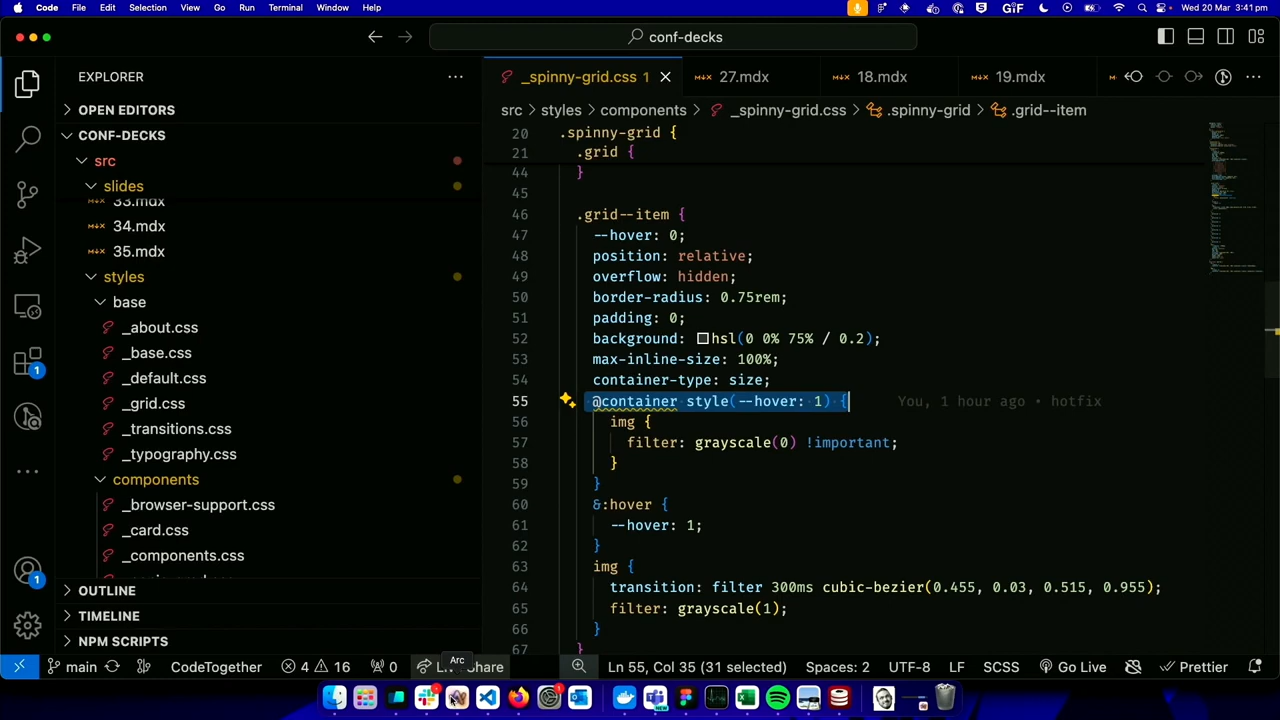 Code File Edit Selection View Go Run Terminal Window Help GIF Wed 20 Mar 3:41 pm
conf-decks
EXPLORER
_spinny-grid.css 1 27.mdx 18.mdx 19.mdx
OPEN EDITORS
src styles components _spinny-grid.css .spinny-grid .grid--item
CONF-DECKS
20 .spinny-grid {
src
21 .grid {
slides
44 }
33.mdx
45
34.mdx
46 .grid--item {
35.mdx
47 --hover: 0;
48 position: relative;
styles
49 overflow: hidden;
base
50 border-radius: 0.75rem;
_about.css
51 padding: 0;
_base.css
52 background: hsl(0 0% 75% / 0.2);
_default.css
53 max-inline-size: 100%;
_grid.css
54 container-type: size;
_transitions.css
55 @container style(--hover: 1) { You, 1 hour ago • hotfix
_typography.css
56 img {
57 filter: grayscale(0) !important;
components
58 }
_browser-support.css
59 }
_card.css
60 &:hover {
_components.css
61 --hover: 1;
62 }
OUTLINE
63 img {
TIMELINE
64 transition: filter 300ms cubic-bezier(0.455, 0.03, 0.515, 0.955);
NPM SCRIPTS
65 filter: grayscale(1);
66 }
67 }
1
1
Arc
main CodeTogether 4 16 0 Share Ln 55, Col 35 (31 selected) Spaces: 2 UTF-8 LF SCSS Go Live Prettier
NEW